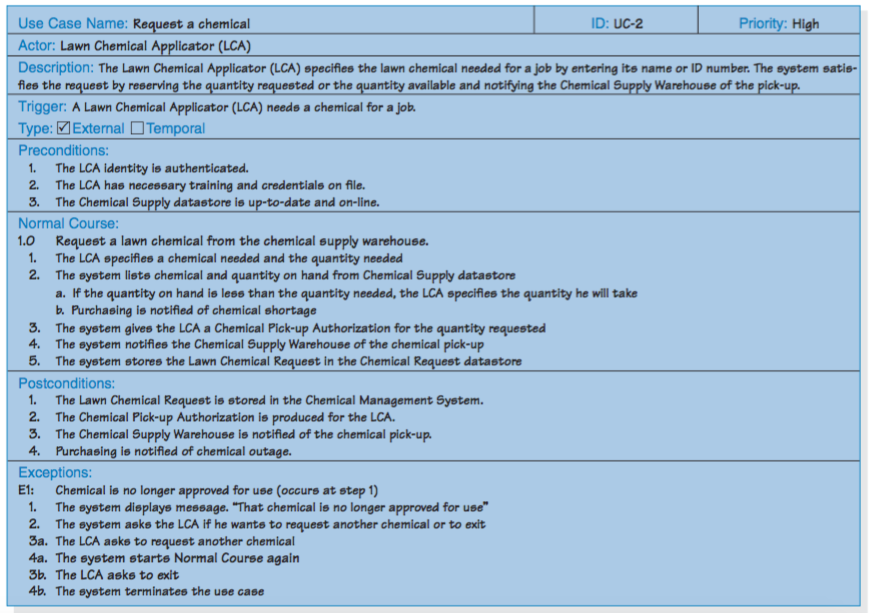 Use Case Name: Request a chemical ID: UC-2 Priority: High
Actor: Lawn Chemical Applicator (LCA)
Description: The Lawn Chemical Applicator (LCA) specifies the lawn chemical needed for a job by entering its name or ID number. The system satis-
fies the request by reserving the quantity requested or the quantity available and notifying the Chemical Supply Warehouse of the pick-up.
Trigger: A Lawn Chemical Applicator (LCA) needs a chemical for a job.
Type: ☑ External ☐ Temporal
Preconditions:
1. The LCA identity is authenticated.
2. The LCA has necessary training and credentials on file.
3. The Chemical Supply datastore is up-to-date and on-line.
Normal Course:
1.0 Request a lawn chemical from the chemical supply warehouse.
1. The LCA specifies a chemical needed and the quantity needed
2. The system lists chemical and quantity on hand from Chemical Supply datastore
a. If the quantity on hand is less than the quantity needed, the LCA specifies the quantity he will take
b. Purchasing is notified of chemical shortage
3. The system gives the LCA a Chemical Pick-up Authorization for the quantity requested
4. The system notifies the Chemical Supply Warehouse of the chemical pick-up
5. The system stores the Lawn Chemical Request in the Chemical Request datastore
Postconditions:
1. The Lawn Chemical Request is stored in the Chemical Management System.
2. The Chemical Pick-up Authorization is produced for the LCA.
3. The Chemical Supply Warehouse is notified of the chemical pick-up.
4. Purchasing is notified of chemical outage.
Exceptions:
E1: Chemical is no longer approved for use (occurs at step 1)
1. The system displays message. "That chemical is no longer approved for use"
2. The system asks the LCA if he wants to request another chemical or to exit
3a. The LCA asks to request another chemical
4a. The system starts Normal Course again
3b. The LCA asks to exit
4b. The system terminates the use case